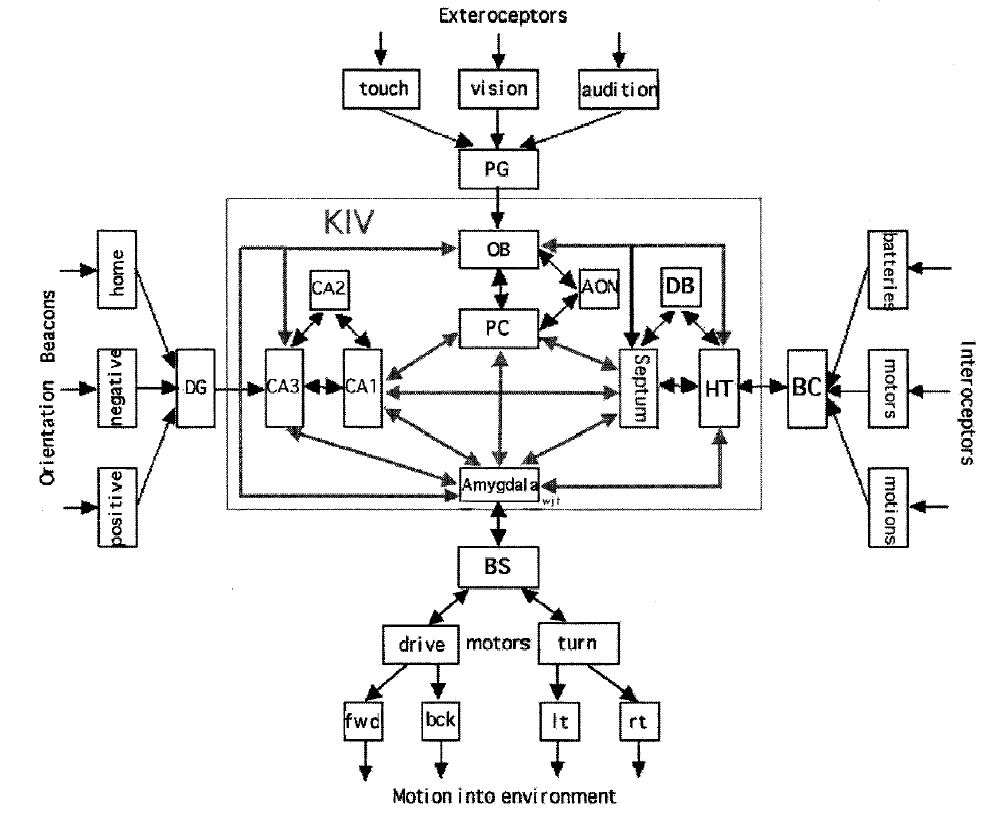 Exteroceptors
touch
vision
audition
PG
KIV
OB
CA2
AON
DB
PC
CA3
CA1
Septum
HT
Amygdala
wjf
BS
BC
DG
Orientation Beacons
home
negative
positive
batteries
motors
motions
Interoceptors
drive
motors
turn
fwd
bck
lt
rt
Motion into environment